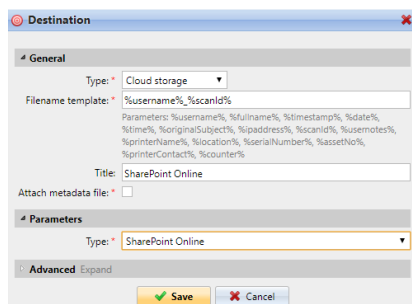 Destination
General
Type: * Cloud storage
Filename template: * %username%_%scanId%
Parameters: %username%, %fullname%, %timestamp%, %date%,
%time%, %originalSubject%, %ipaddress%, %scanId%, %usernotes%,
%printerName%, %location%, %serialNumber%, %assetNo%,
%printerContact%, %counter%
Title: SharePoint Online
Attach metadata file: *
Parameters
Type: * SharePoint Online
Advanced Expand
Save Cancel